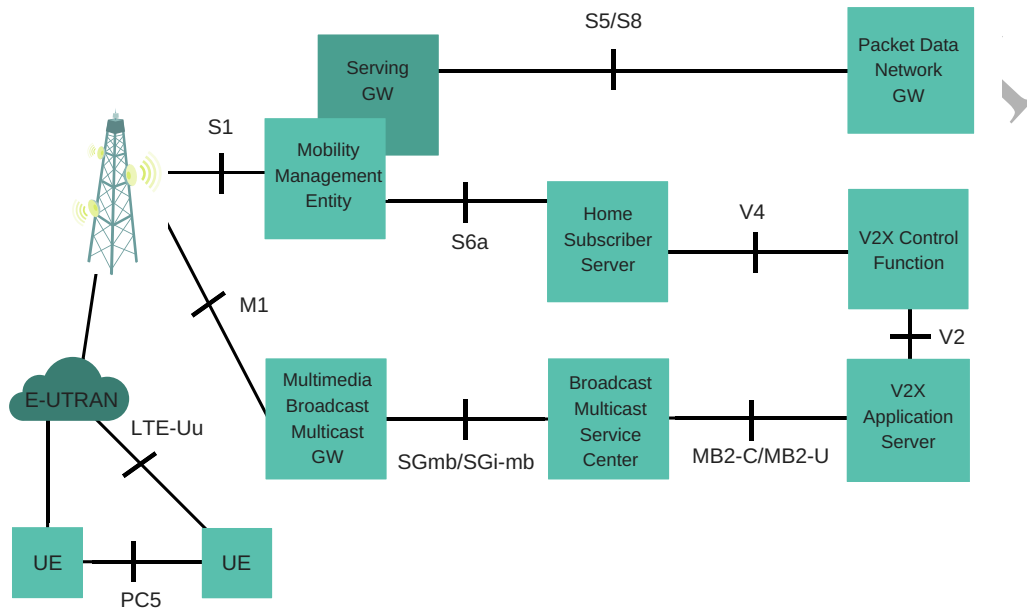 S5/S8
Serving
GW
Packet Data
Network
GW
S1
Mobility
Management
Entity
S6a
Home
Subscriber
Server
V4
V2X Control
Function
M1
V2
E-UTRAN
LTE-Uu
Multimedia
Broadcast
Multicast
GW
SGmb/SGi-mb
Broadcast
Multicast
Service
Center
MB2-C/MB2-U
V2X
Application
Server
UE
UE
PC5